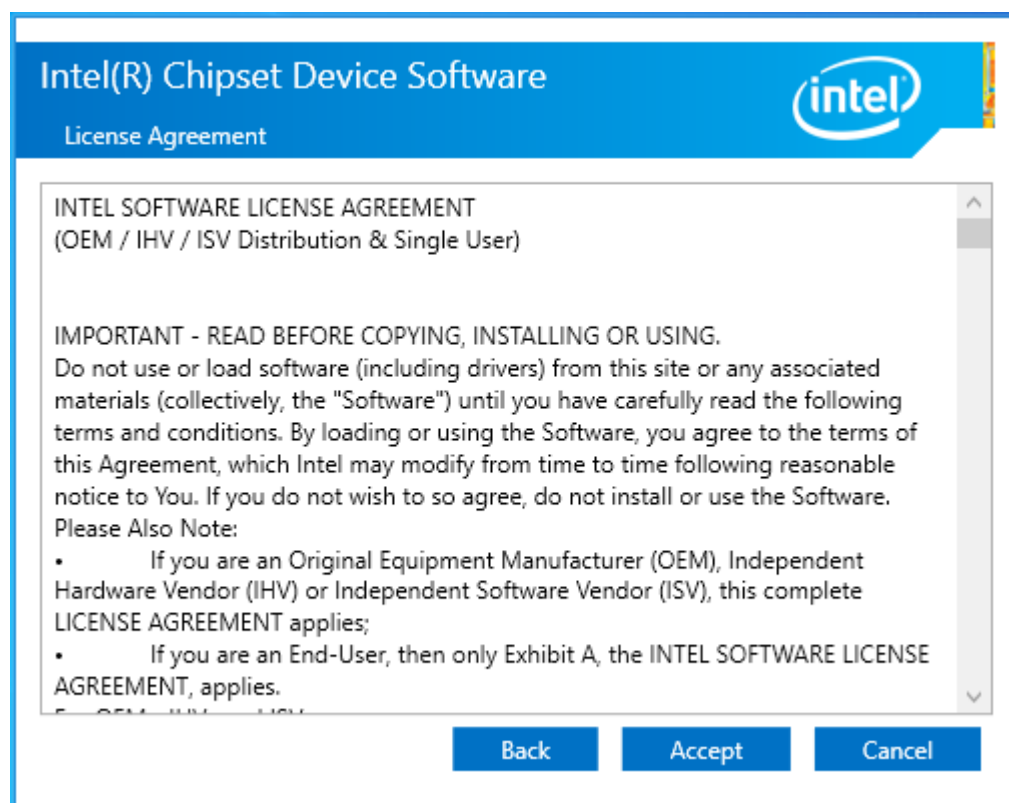 Intel(R) Chipset Device Software
intel
License Agreement
INTEL SOFTWARE LICENSE AGREEMENT
(OEM / IHV / ISV Distribution & Single User)
IMPORTANT - READ BEFORE COPYING, INSTALLING OR USING.
Do not use or load software (including drivers) from this site or any associated
materials (collectively, the "Software") until you have carefully read the following
terms and conditions. By loading or using the Software, you agree to the terms of
this Agreement, which Intel may modify from time to time following reasonable
notice to You. If you do not wish to so agree, do not install or use the Software.
Please Also Note:
• If you are an Original Equipment Manufacturer (OEM), Independent
Hardware Vendor (IHV) or Independent Software Vendor (ISV), this complete
LICENSE AGREEMENT applies;
• If you are an End-User, then only Exhibit A, the INTEL SOFTWARE LICENSE
AGREEMENT, applies.
Back Accept Cancel